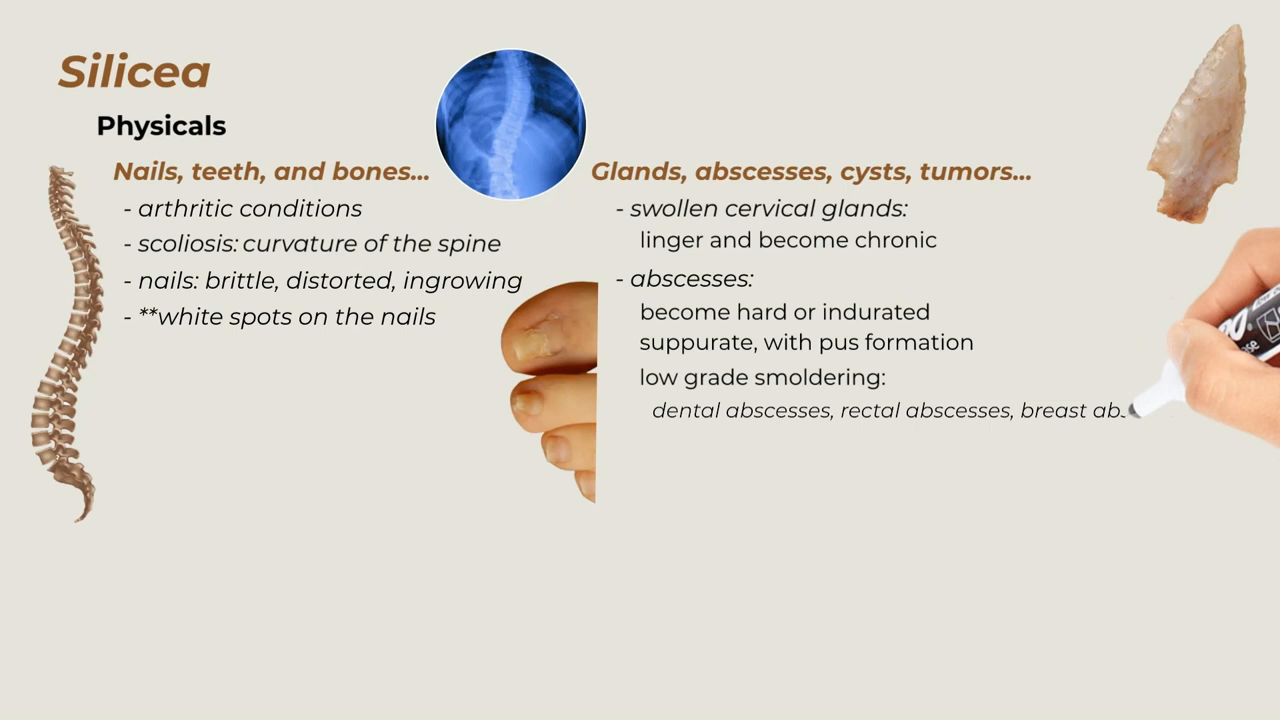 Silicea
Physicals
Nails, teeth, and bones...
- arthritic conditions
- scoliosis: curvature of the spine
- nails: brittle, distorted, ingrowing
- **white spots on the nails
Glands, abscesses, cysts, tumors...
- swollen cervical glands:
linger and become chronic
- abscesses:
become hard or indurated
suppurate, with pus formation
low grade smoldering:
dental abscesses, rectal abscesses, breast ab